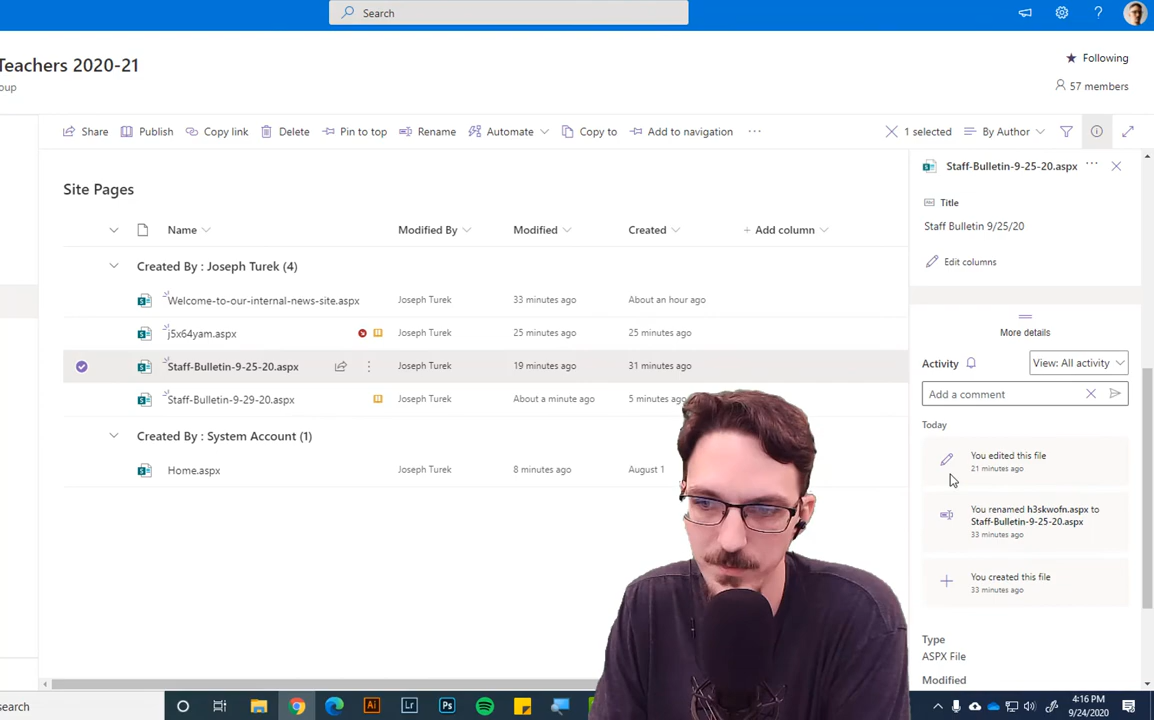 Search
Teachers 2020-21
oup
Following
57 members
Share Publish Copy link Delete Pin to top Rename Automate Copy to Add to navigation ... 1 selected By Author
Site Pages
Name Modified By Modified Created + Add column
Created By : Joseph Turek (4)
Welcome-to-our-internal-news-site.aspx Joseph Turek 33 minutes ago About an hour ago
j5x64yam.aspx Joseph Turek 25 minutes ago 25 minutes ago
Staff-Bulletin-9-25-20.aspx Joseph Turek 19 minutes ago 31 minutes ago
Staff-Bulletin-9-29-20.aspx Joseph Turek About a minute ago 5 minutes ago
Created By : System Account (1)
Home.aspx Joseph Turek 8 minutes ago August 1
Staff-Bulletin-9-25-20.aspx ...
Title
Staff Bulletin 9/25/20
Edit columns
More details
Activity View: All activity
Add a comment
Today
You edited this file
21 minutes ago
You renamed h3skwofn.aspx to
Staff-Bulletin-9-25-20.aspx
33 minutes ago
You created this file
33 minutes ago
Type
ASPX File
Modified
search Ai Lr Ps
4:16 PM
9/24/2020